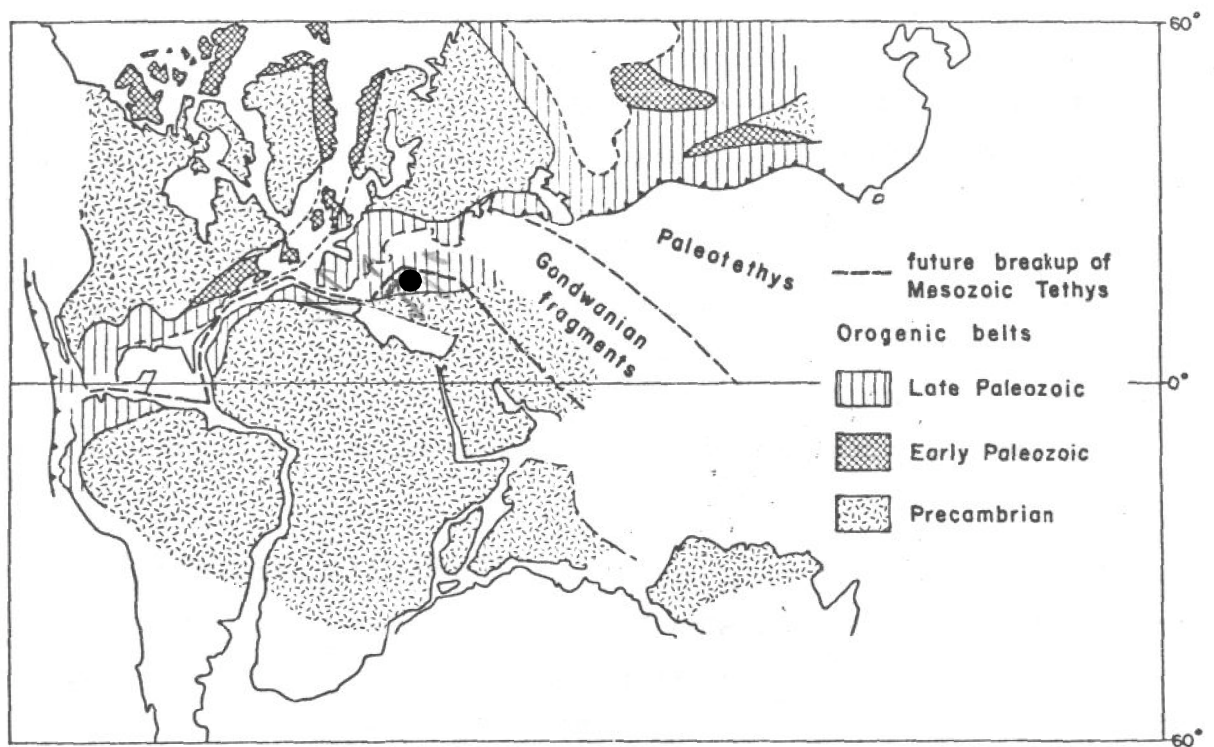 60°
Paleotethys
Gondwanian
fragments
future breakup of
Mesozoic Tethys
Orogenic belts
Late Paleozoic
0°
Early Paleozoic
Precambrian
60°